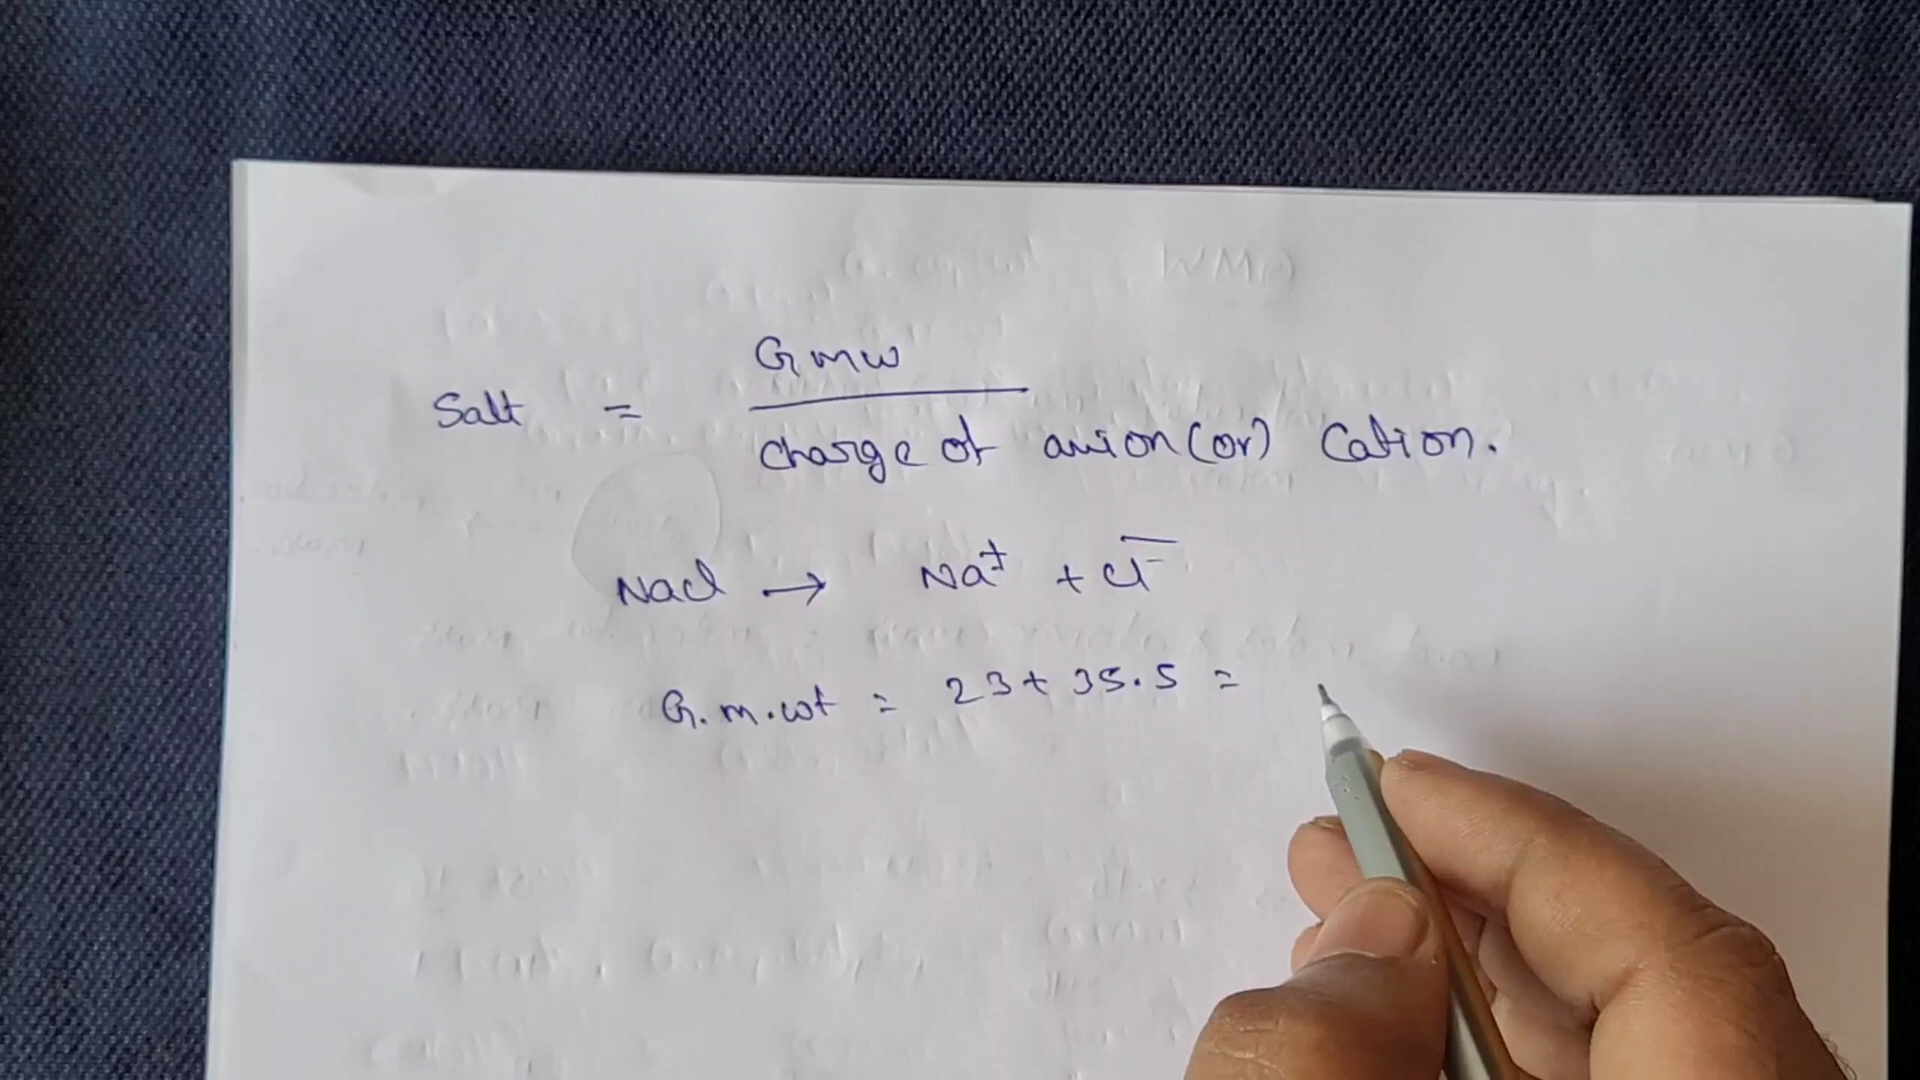 GMW
Salt =
charge of anion (or) Cation.
NaCl → Na⁺ + Cl⁻
G.m.wt = 23 + 35.5 =